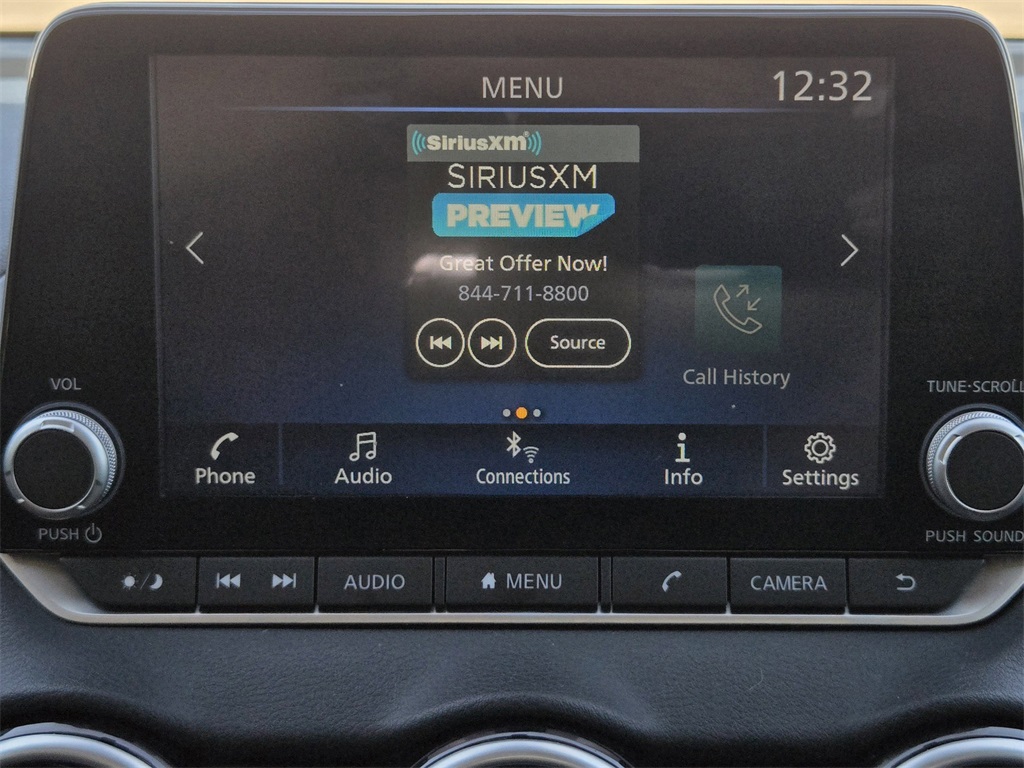 MENU
12:32
SiriusXM
SIRIUSXM
PREVIEW
Great Offer Now!
844-711-8800
Source
Call History
VOL
TUNE·SCROLL
Phone
Audio
Connections
Info
Settings
PUSH
PUSH SOUND
AUDIO
MENU
CAMERA